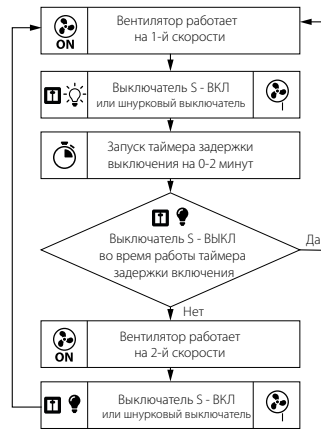 ON
Вентилятор работает
на 1-й скорости
Выключатель S - ВКЛ
или шнурковый выключатель
Запуск таймера задержки
выключения на 0-2 минут
Выключатель S - ВЫКЛ
во время работы таймера
задержки включения
Да
Нет
ON
Вентилятор работает
на 2-й скорости
Выключатель S - ВКЛ
или шнурковый выключатель